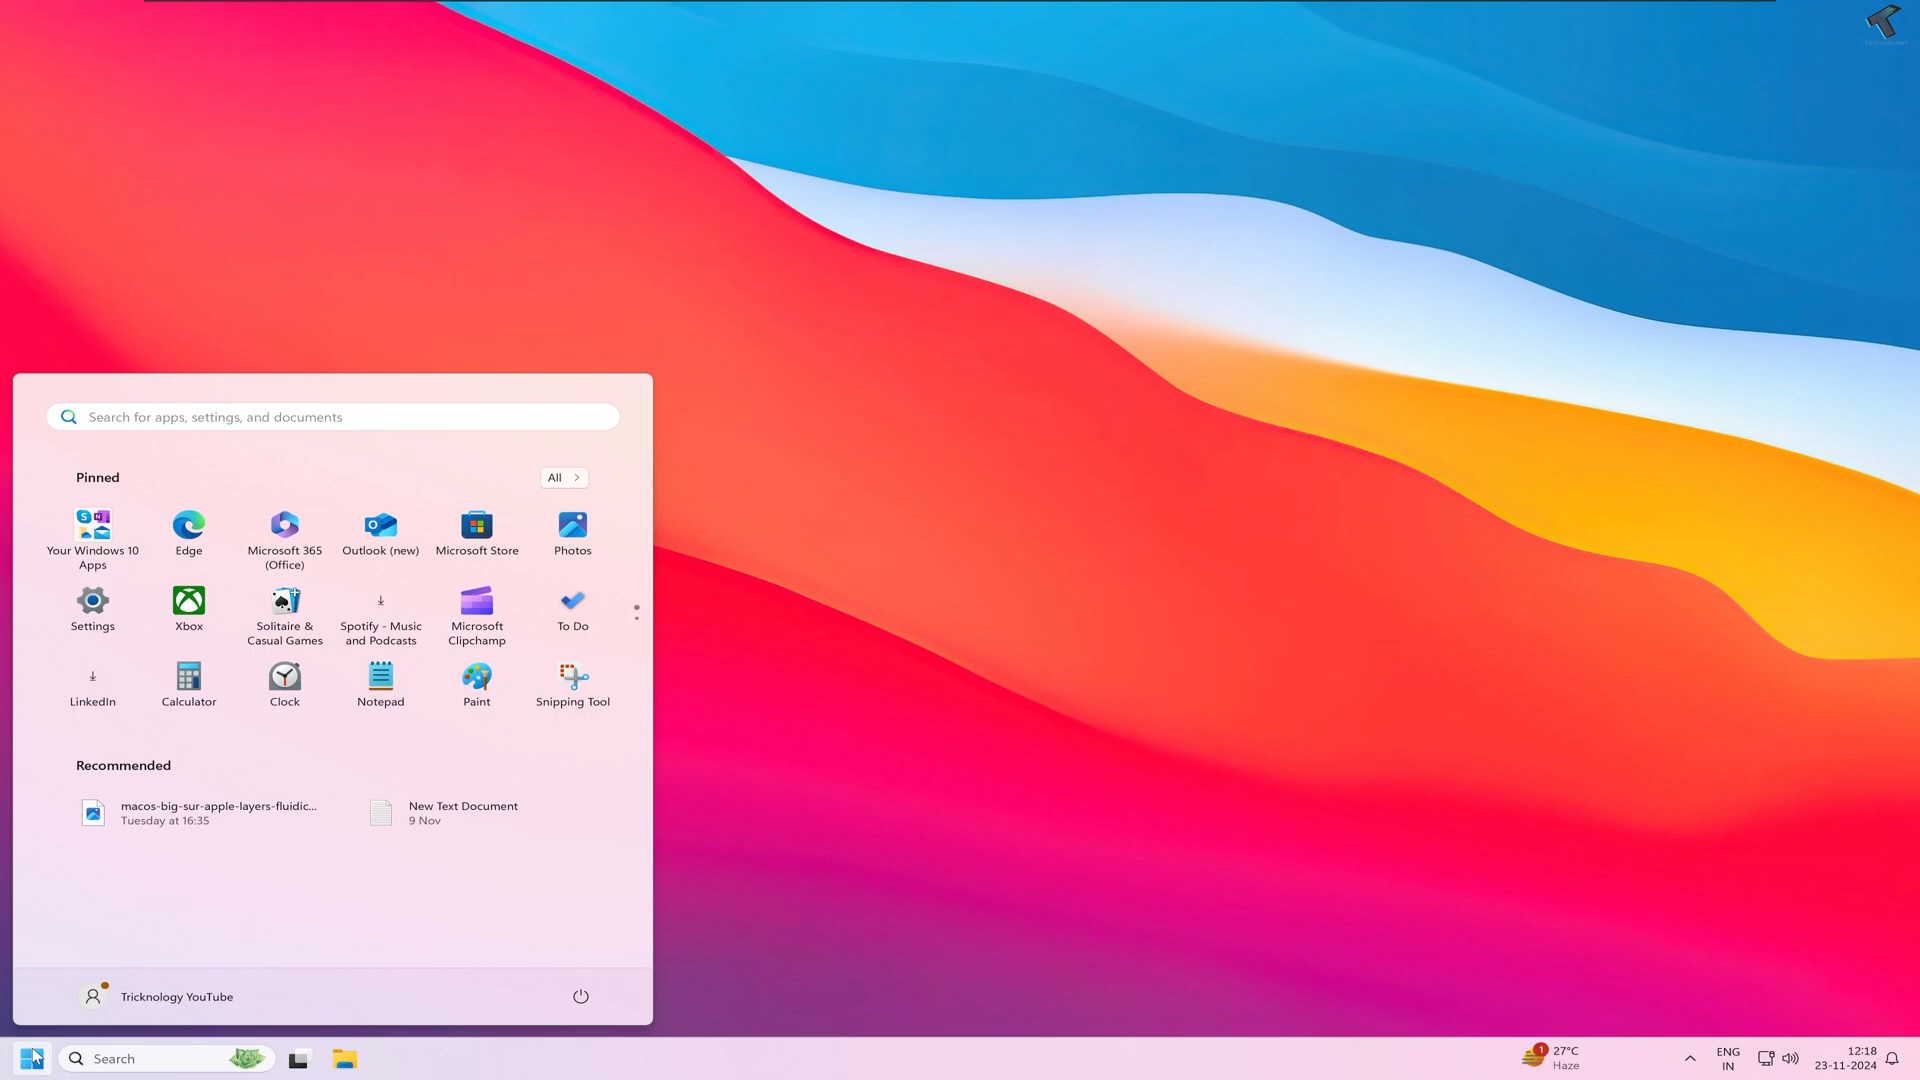 TRICKNOLOGY
Search for apps, settings, and documents
Pinned
All
Your Windows 10
Apps
Edge
Microsoft 365
(Office)
Outlook (new)
Microsoft Store
Photos
Settings
Xbox
Solitaire &
Casual Games
Spotify - Music
and Podcasts
Microsoft
Clipchamp
To Do
LinkedIn
Calculator
Clock
Notepad
Paint
Snipping Tool
Recommended
macos-big-sur-apple-layers-fluidic...
Tuesday at 16:35
New Text Document
9 Nov
Tricknology YouTube
Search
1
27°C
Haze
ENG
IN
12:18
23-11-2024